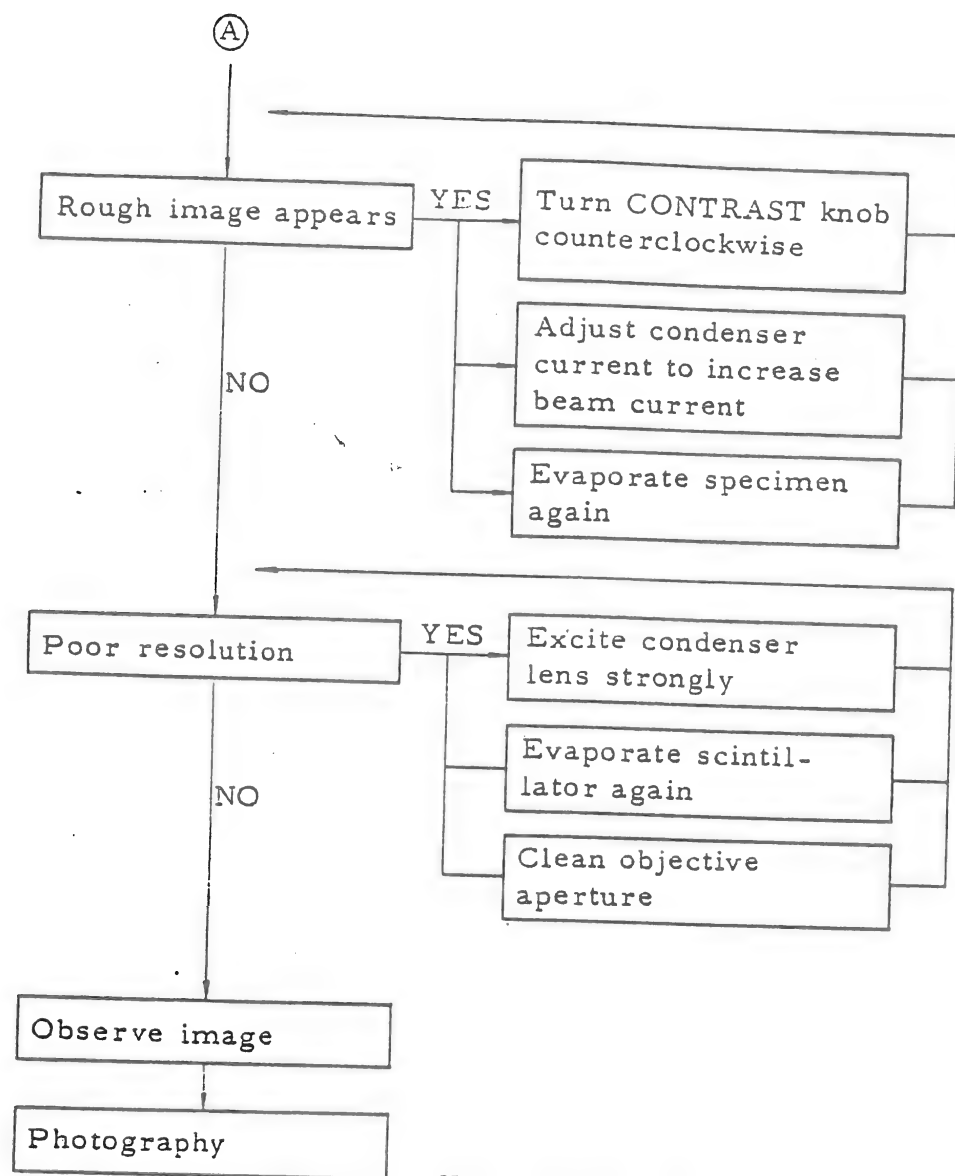 A
Rough image appears
YES
Turn CONTRAST knob
counterclockwise
Adjust condenser
current to increase
beam current
NO
Evaporate specimen
again
Poor resolution
YES
Excite condenser
lens strongly
Evaporate scintil-
lator again
NO
Clean objective
aperture
Observe image
Photography